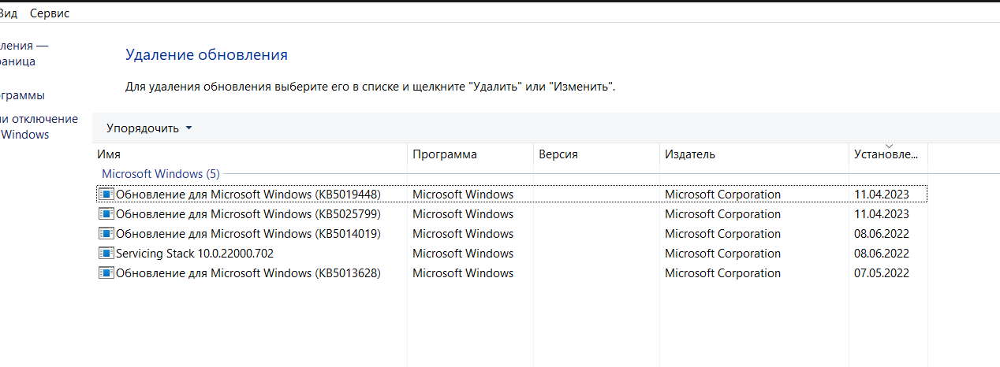 Вид Сервис
ления —
раница
Удаление обновления
Для удаления обновления выберите его в списке и щелкните "Удалить" или "Изменить".
ограммы
ли отключение
Windows
Упорядочить
Имя Программа Версия Издатель Установле...
Microsoft Windows (5)
Обновление для Microsoft Windows (KB5019448) Microsoft Windows Microsoft Corporation 11.04.2023
Обновление для Microsoft Windows (KB5025799) Microsoft Windows Microsoft Corporation 11.04.2023
Обновление для Microsoft Windows (KB5014019) Microsoft Windows Microsoft Corporation 08.06.2022
Servicing Stack 10.0.22000.702 Microsoft Windows Microsoft Corporation 08.06.2022
Обновление для Microsoft Windows (KB5013628) Microsoft Windows Microsoft Corporation 07.05.2022